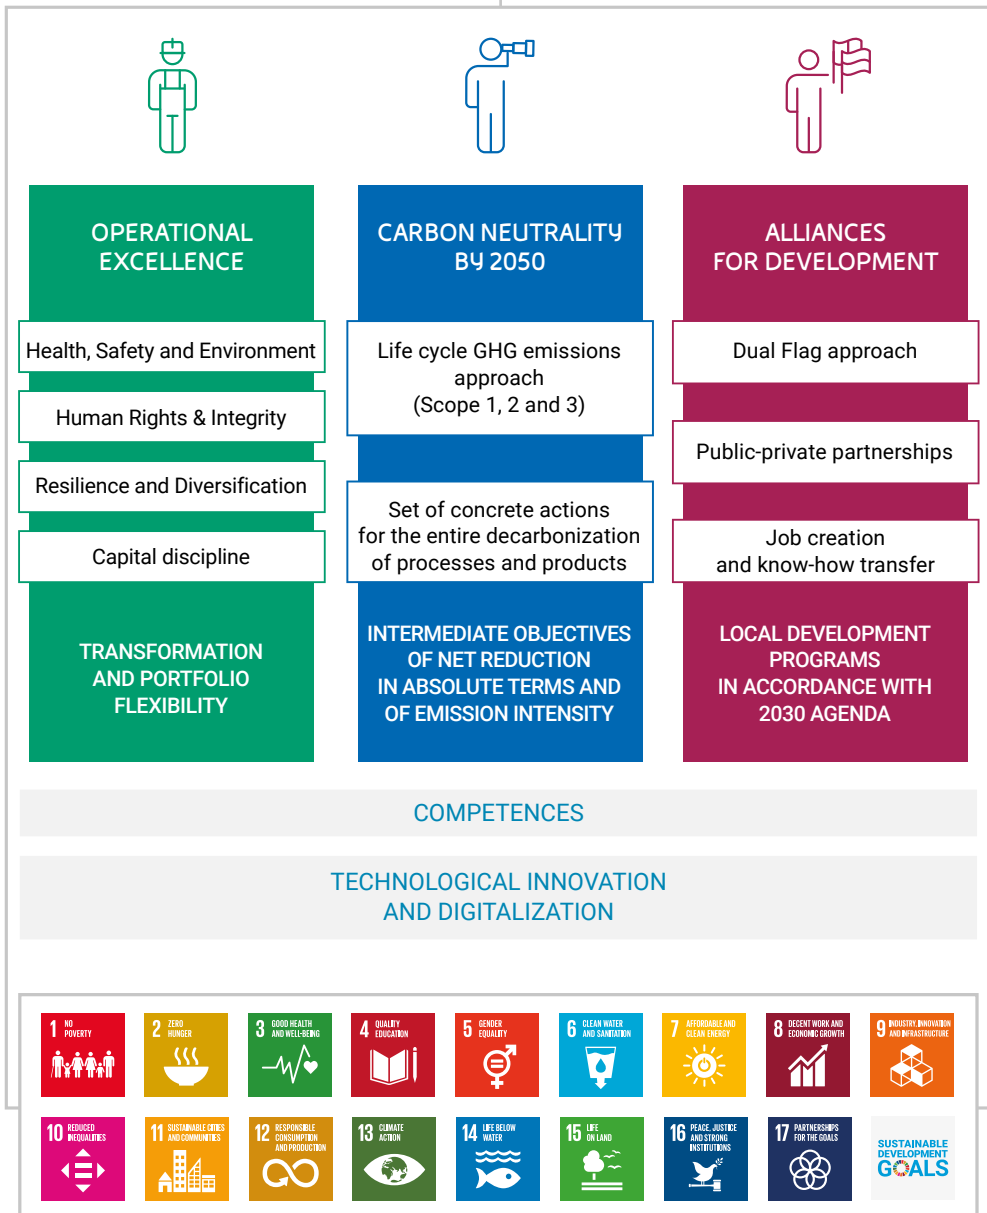 OPERATIONAL
EXCELLENCE
Health, Safety and Environment
Human Rights & Integrity
Resilience and Diversification
Capital discipline
TRANSFORMATION
AND PORTFOLIO
FLEXIBILITY
CARBON NEUTRALITY
BY 2050
Life cycle GHG emissions
approach
(Scope 1, 2 and 3)
Set of concrete actions
for the entire decarbonization
of processes and products
INTERMEDIATE OBJECTIVES
OF NET REDUCTION
IN ABSOLUTE TERMS AND
OF EMISSION INTENSITY
ALLIANCES
FOR DEVELOPMENT
Dual Flag approach
Public-private partnerships
Job creation
and know-how transfer
LOCAL DEVELOPMENT
PROGRAMS
IN ACCORDANCE WITH
2030 AGENDA
COMPETENCES
TECHNOLOGICAL INNOVATION
AND DIGITALIZATION
1 NO
POVERTY
2 ZERO
HUNGER
3 GOOD HEALTH
AND WELL-BEING
4 QUALITY
EDUCATION
5 GENDER
EQUALITY
6 CLEAN WATER
AND SANITATION
7 AFFORDABLE AND
CLEAN ENERGY
8 DECENT WORK AND
ECONOMIC GROWTH
9 INDUSTRY, INNOVATION
AND INFRASTRUCTURE
10 REDUCED
INEQUALITIES
11 SUSTAINABLE CITIES
AND COMMUNITIES
12 RESPONSIBLE
CONSUMPTION
AND PRODUCTION
13 CLIMATE
ACTION
14 LIFE BELOW
WATER
15 LIFE
ON LAND
16 PEACE, JUSTICE
AND STRONG
INSTITUTIONS
17 PARTNERSHIPS
FOR THE GOALS
SUSTAINABLE
DEVELOPMENT
GOALS